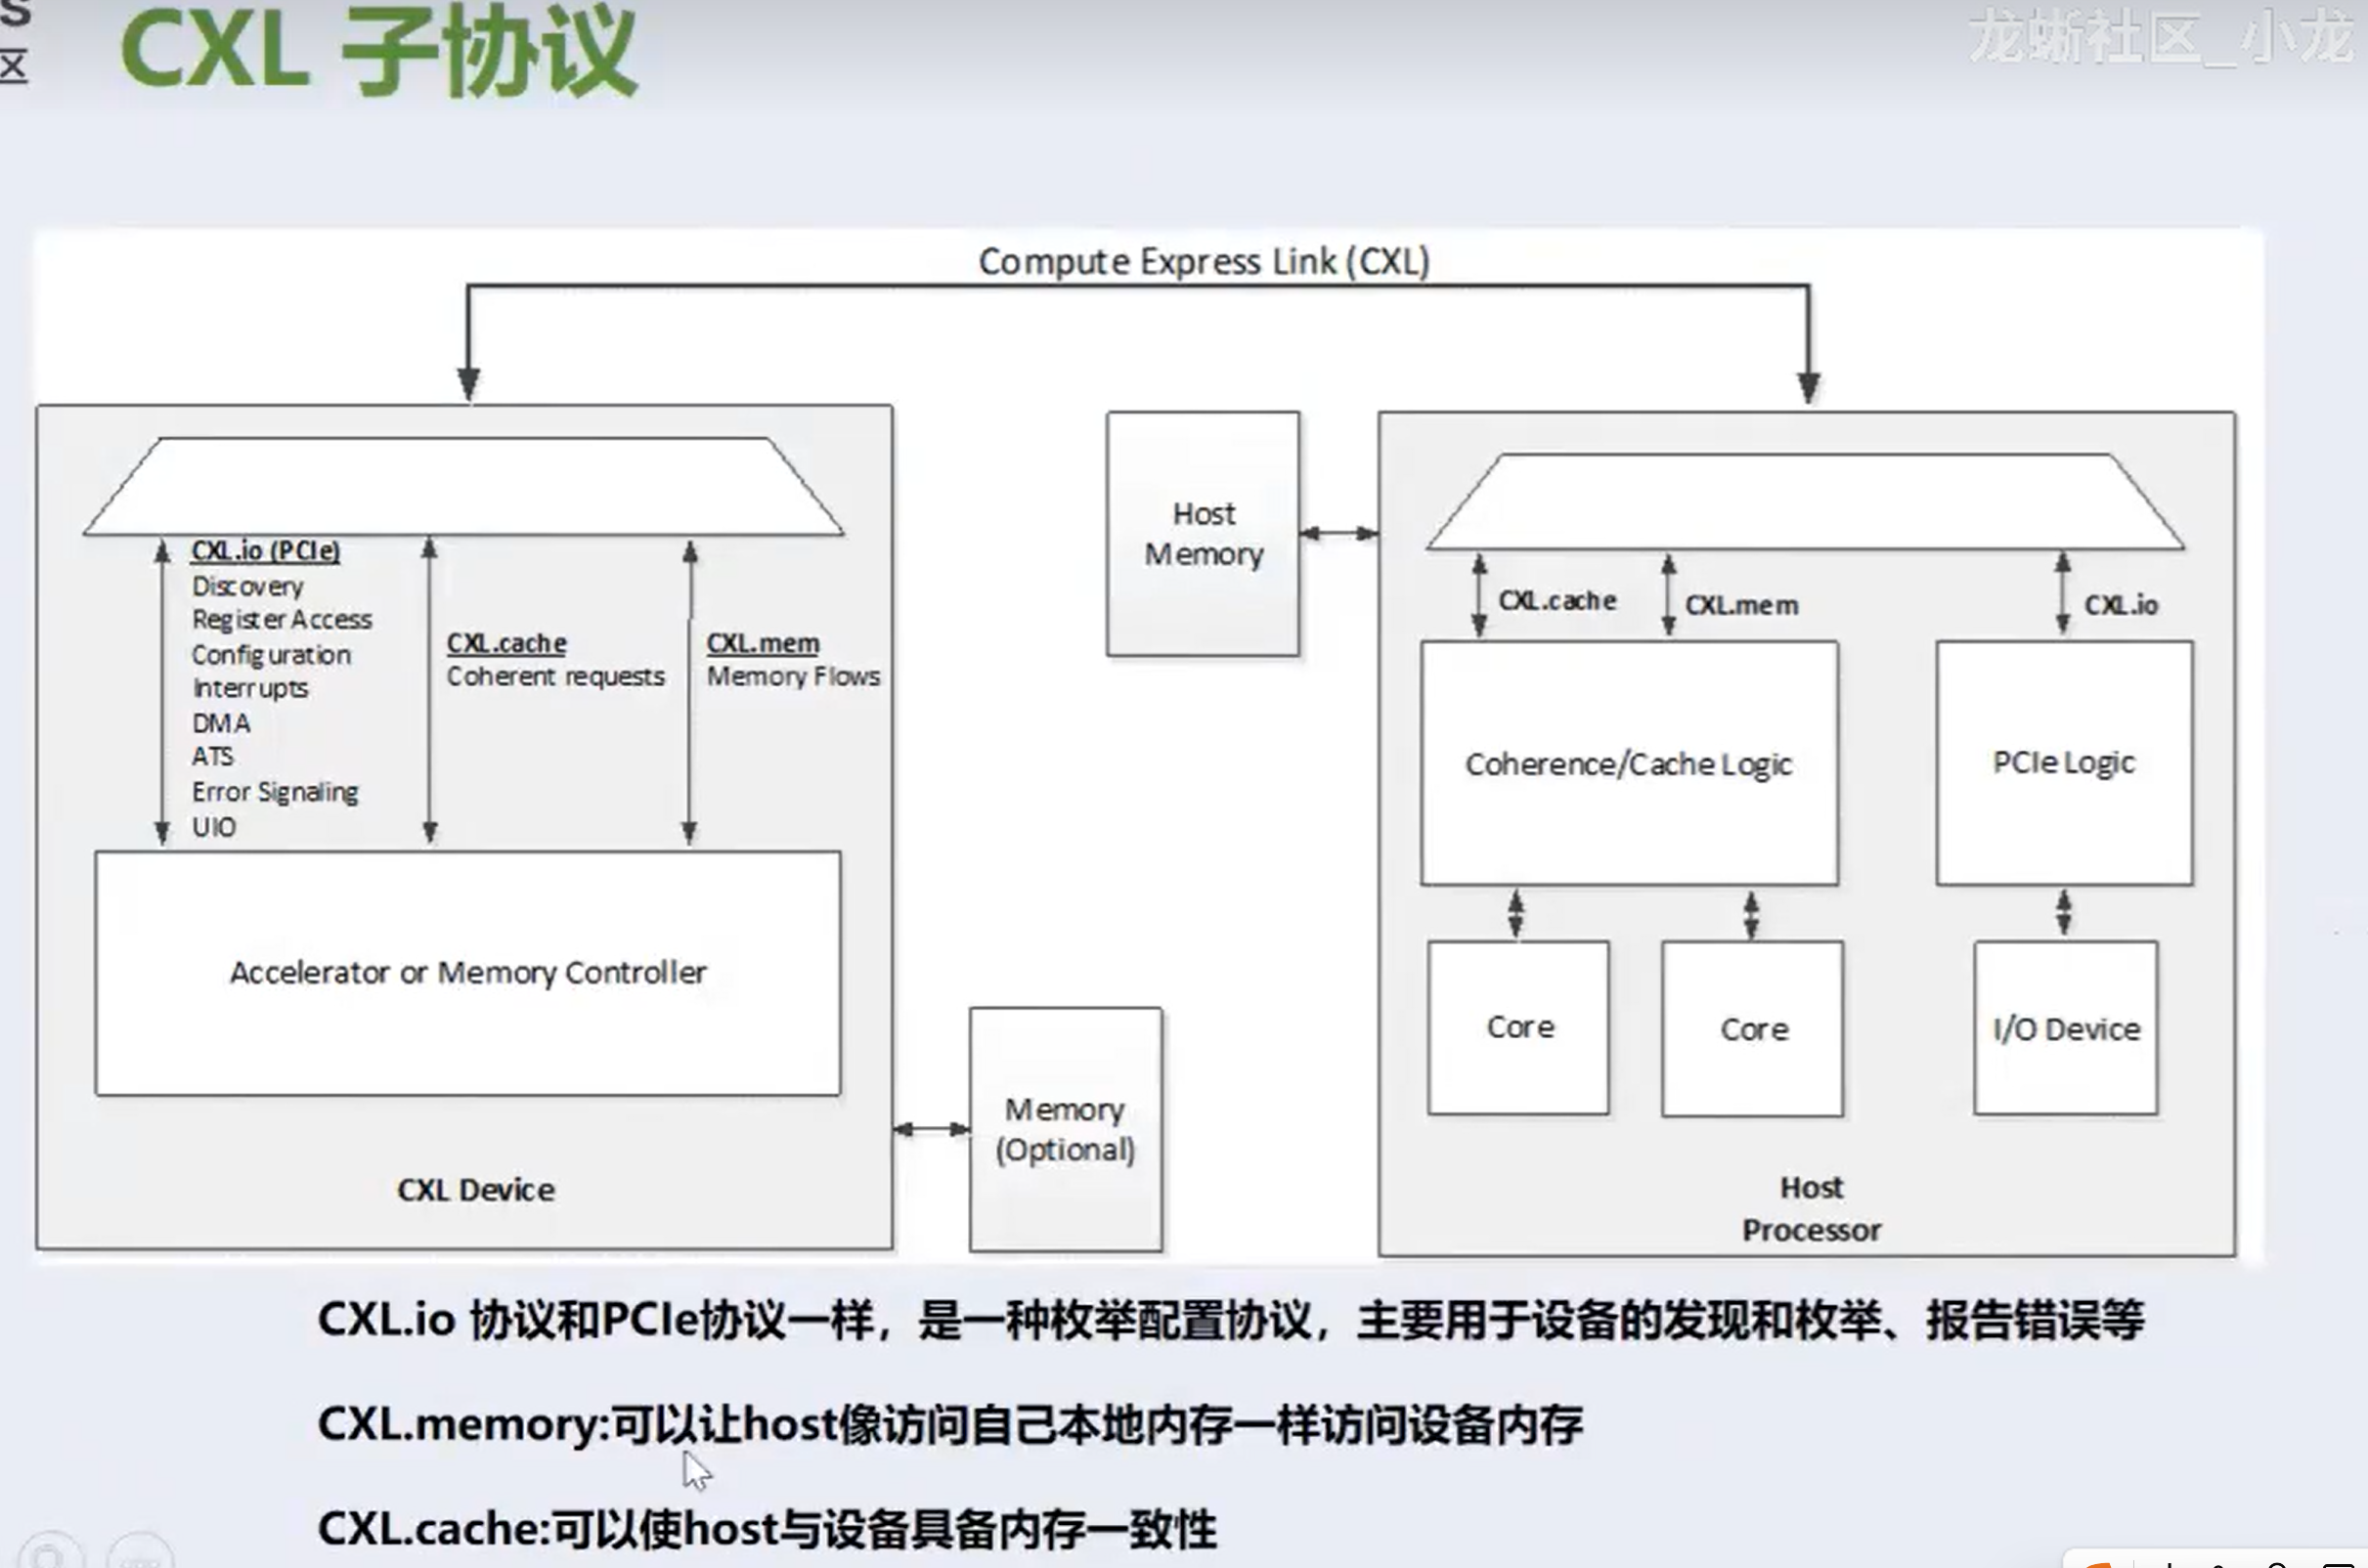 S
区
CXL 子协议
龙蜥社区_小龙
Compute Express Link (CXL)
CXL.io (PCIe)
Discovery
Register Access
Configuration
Interrupts
DMA
ATS
Error Signaling
UIO
CXL.cache
Coherent requests
CXL.mem
Memory Flows
Accelerator or Memory Controller
CXL Device
Memory
(Optional)
Host
Memory
CXL.cache
CXL.mem
CXL.io
Coherence/Cache Logic
PCIe Logic
Core
Core
I/O Device
Host
Processor
CXL.io 协议和PCIe协议一样，是一种枚举配置协议，主要用于设备的发现和枚举、报告错误等
CXL.memory:可以让host像访问自己本地内存一样访问设备内存
CXL.cache:可以使host与设备具备内存一致性